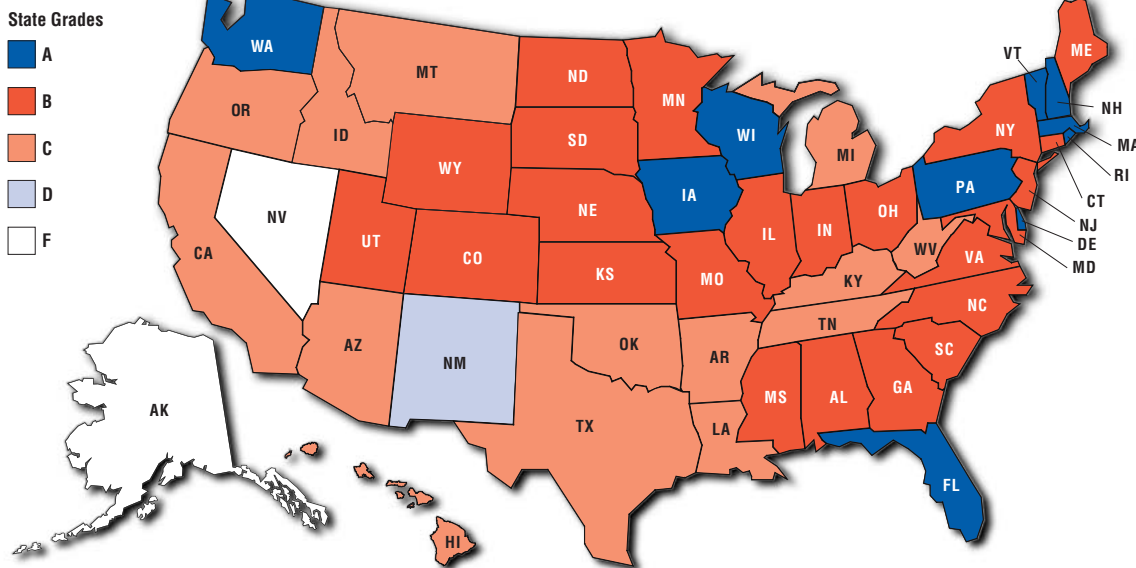 State Grades
A
B
C
D
F
WA
OR
CA
NV
ID
MT
WY
UT
CO
AZ
NM
ND
SD
NE
KS
OK
TX
MN
IA
MO
AR
LA
WI
IL
MI
IN
OH
KY
TN
MS
AL
GA
FL
SC
NC
VA
WV
PA
NY
VT
ME
NH
MA
RI
CT
NJ
DE
MD
AK
HI